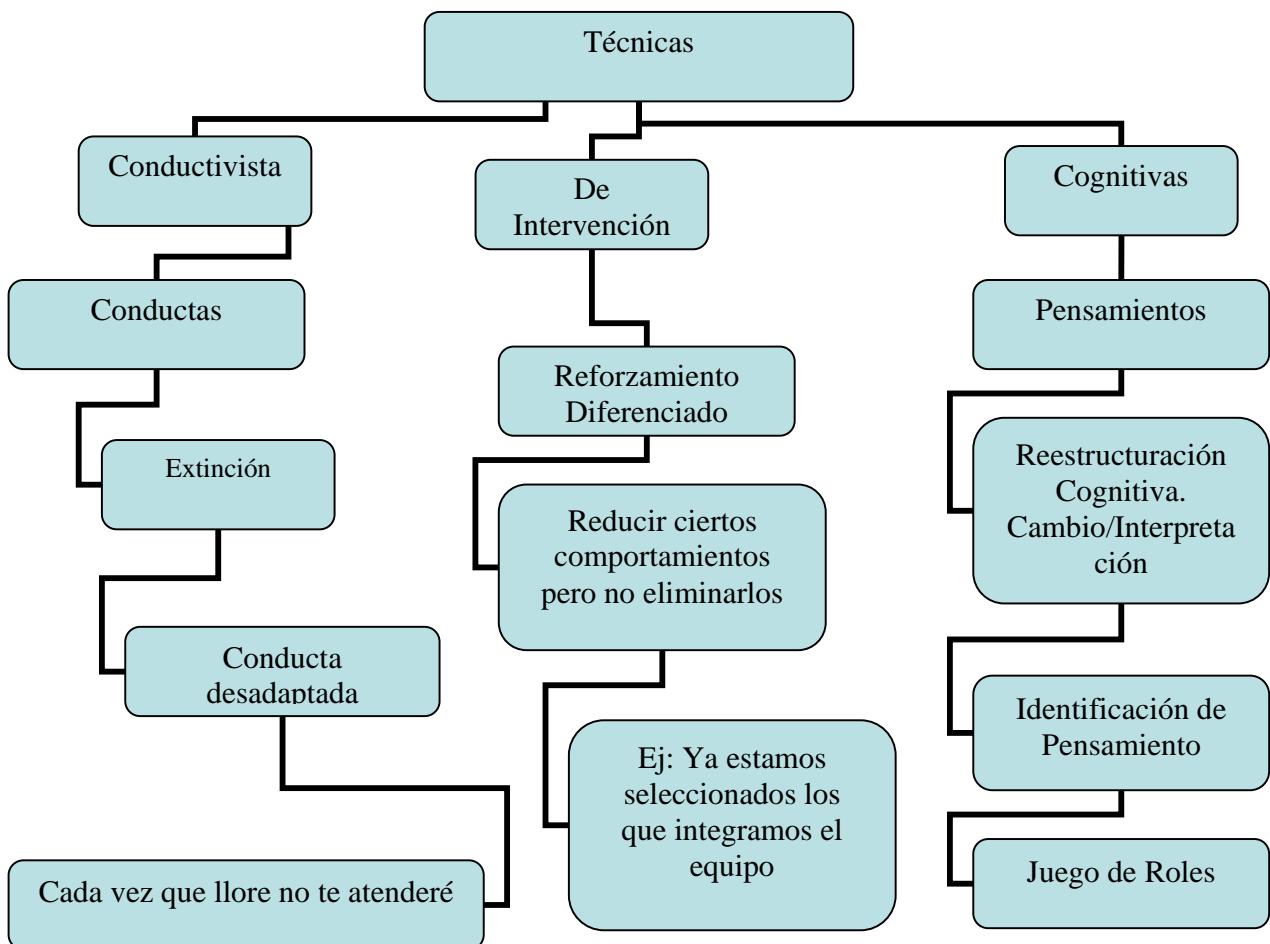 Técnicas
Conductivista
De
Intervención
Cognitivas
Conductas
Pensamientos
Reforzamiento
Diferenciado
Extinción
Reestructuración
Cognitiva.
Cambio/Interpreta
ción
Reducir ciertos
comportamientos
pero no eliminarlos
Conducta
desadaptada
Identificación de
Pensamiento
Ej: Ya estamos
seleccionados los
que integramos el
equipo
Cada vez que llore no te atenderé
Juego de Roles